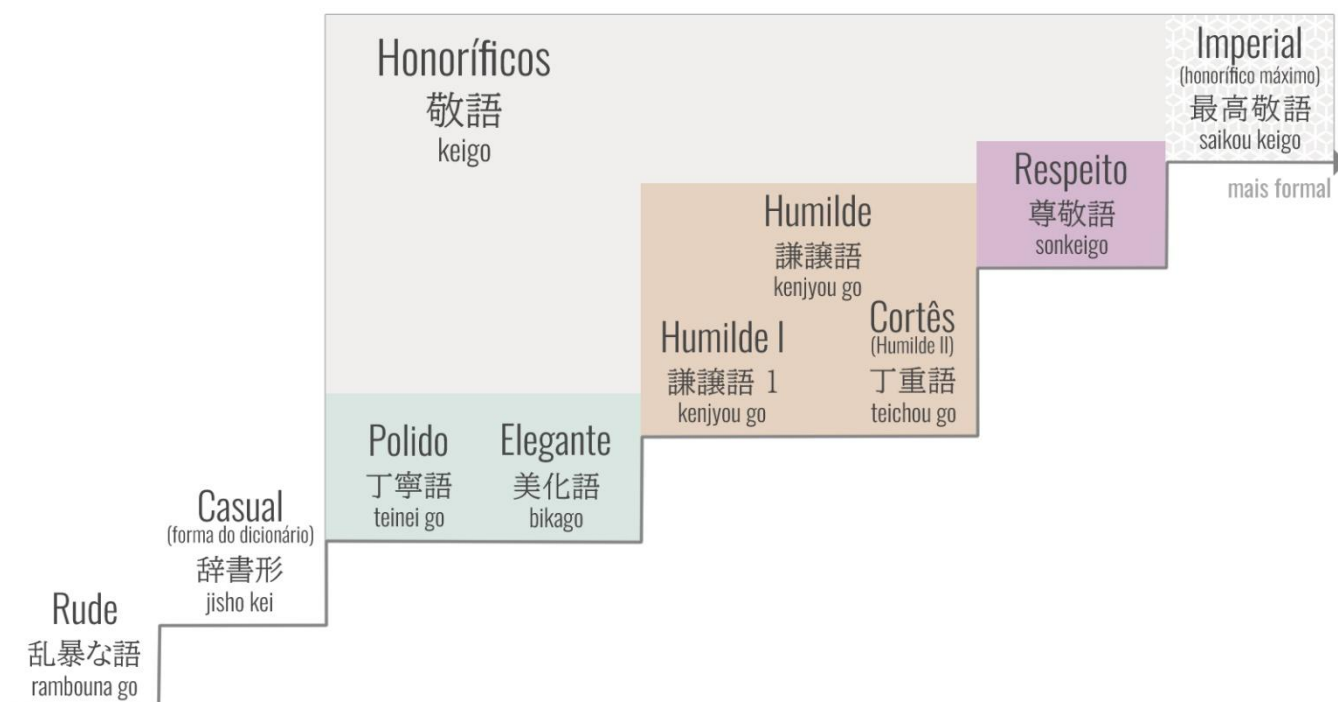 Honoríficos
敬語
keigo
Imperial
(honorífico máximo)
最高敬語
saikou keigo
mais formal
Respeito
尊敬語
sonkeigo
Humilde
謙譲語
kenjyou go
Humilde I
謙譲語 1
kenjyou go
Cortês
(Humilde II)
丁重語
teichou go
Polido
丁寧語
teinei go
Elegante
美化語
bikago
Casual
(forma do dicionário)
辞書形
jisho kei
Rude
乱暴な語
rambouna go